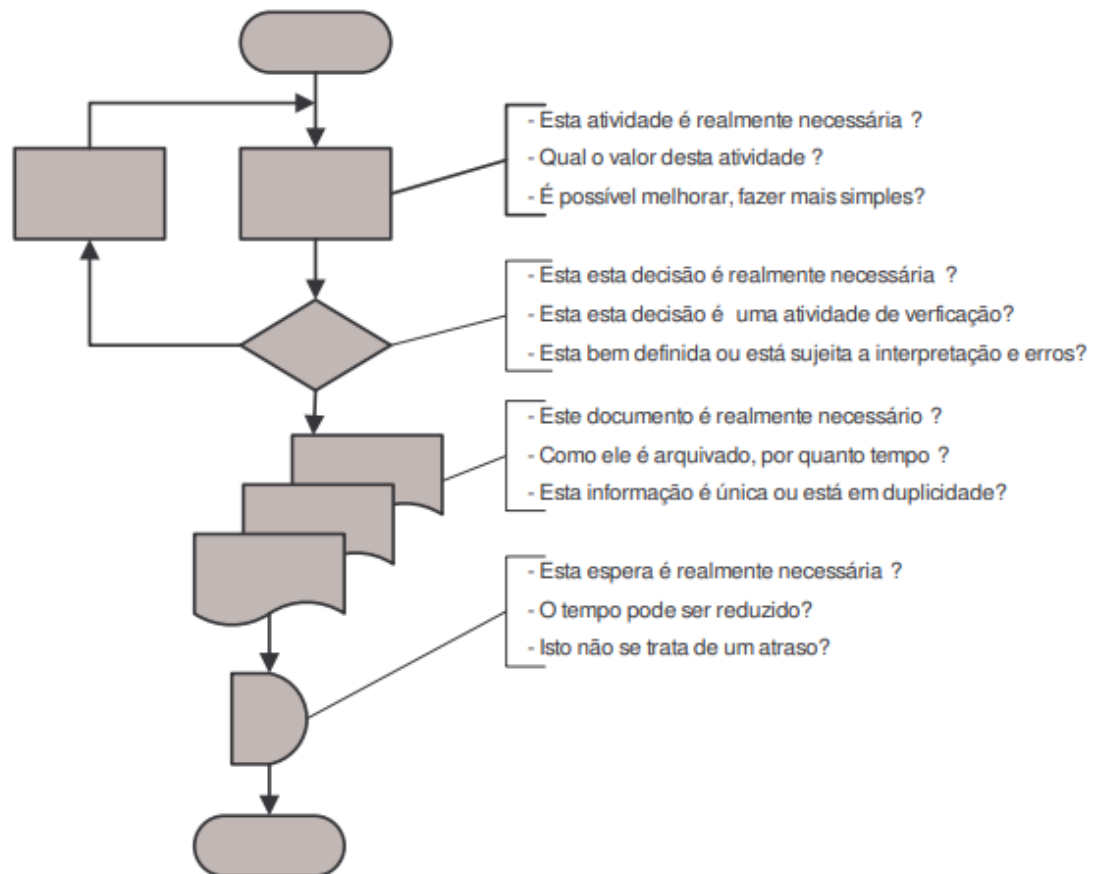 - Esta atividade é realmente necessária ?
- Qual o valor desta atividade ?
- É possível melhorar, fazer mais simples?
- Esta esta decisão é realmente necessária ?
- Esta esta decisão é uma atividade de verficação?
- Esta bem definida ou está sujeita a interpretação e erros?
- Este documento é realmente necessário ?
- Como ele é arquivado, por quanto tempo ?
- Esta informação é única ou está em duplicidade?
- Esta espera é realmente necessária ?
- O tempo pode ser reduzido?
- Isto não se trata de um atraso?